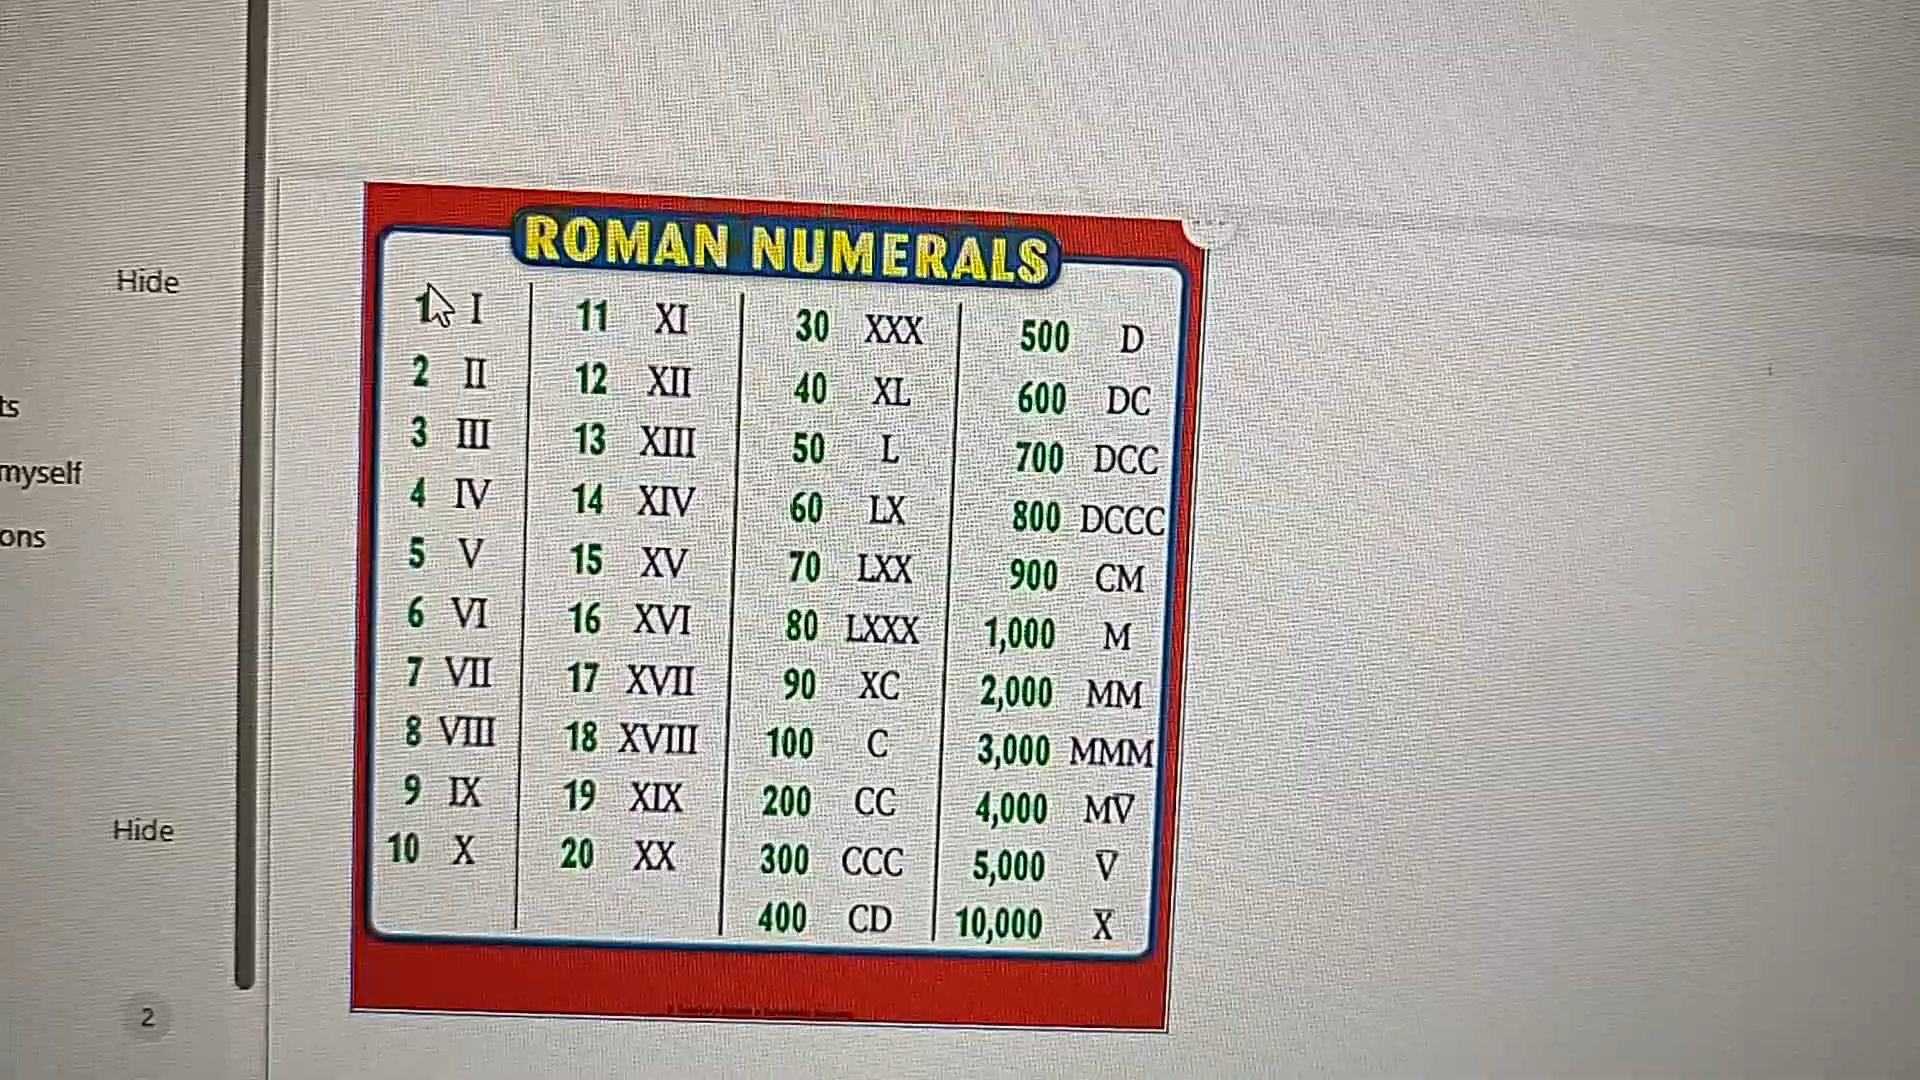 Hide
ts
myself
ons
Hide
2
ROMAN NUMERALS
1 I
2 II
3 III
4 IV
5 V
6 VI
7 VII
8 VIII
9 IX
10 X
11 XI
12 XII
13 XIII
14 XIV
15 XV
16 XVI
17 XVII
18 XVIII
19 XIX
20 XX
30 XXX
40 XL
50 L
60 LX
70 LXX
80 LXXX
90 XC
100 C
200 CC
300 CCC
400 CD
500 D
600 DC
700 DCC
800 DCCC
900 CM
1,000 M
2,000 MM
3,000 MMM
4,000 MV̅
5,000 V̅
10,000 X̅